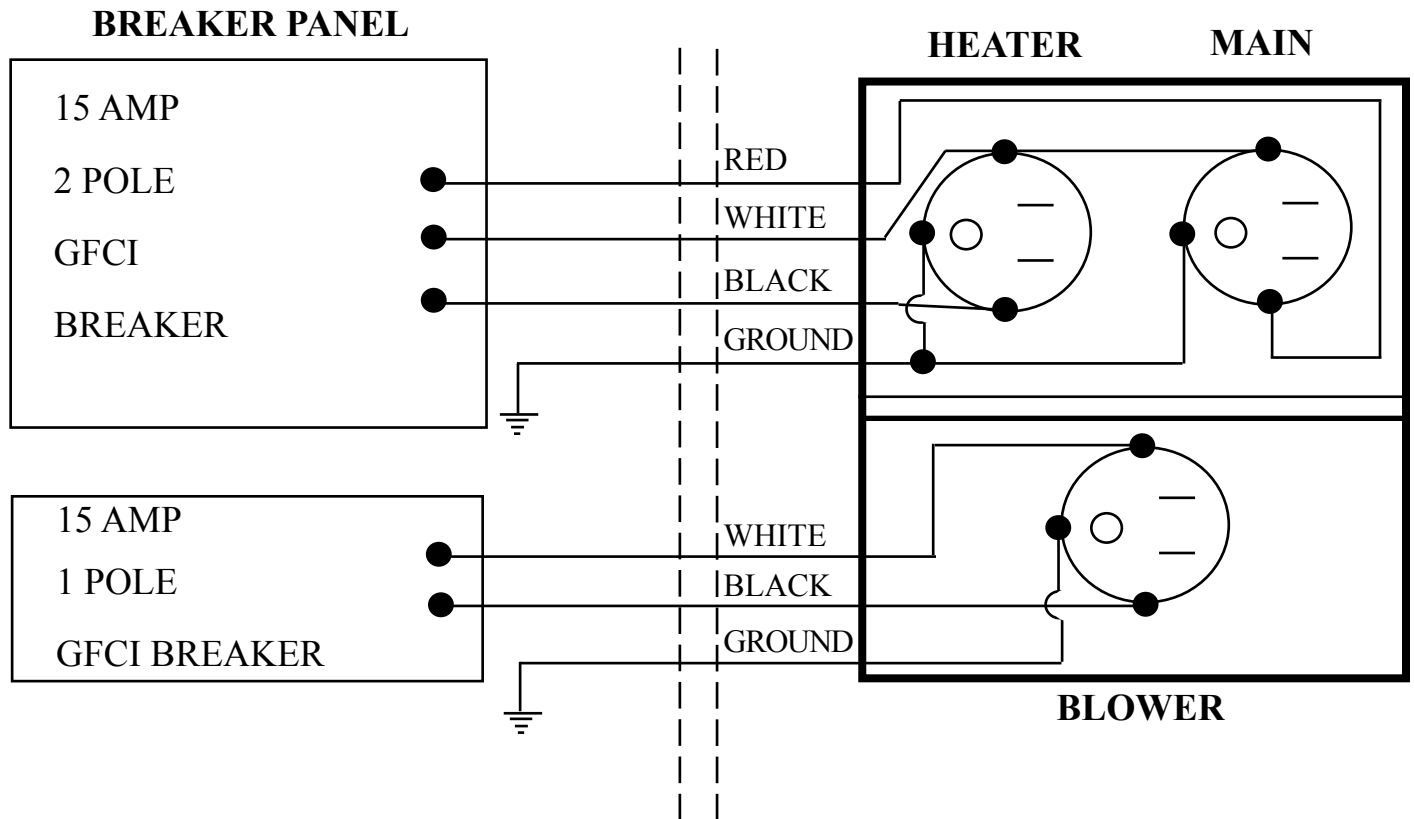 BREAKER PANEL
HEATER
MAIN
15 AMP
2 POLE
GFCI
BREAKER
RED
WHITE
BLACK
GROUND
15 AMP
1 POLE
GFCI BREAKER
WHITE
BLACK
GROUND
BLOWER